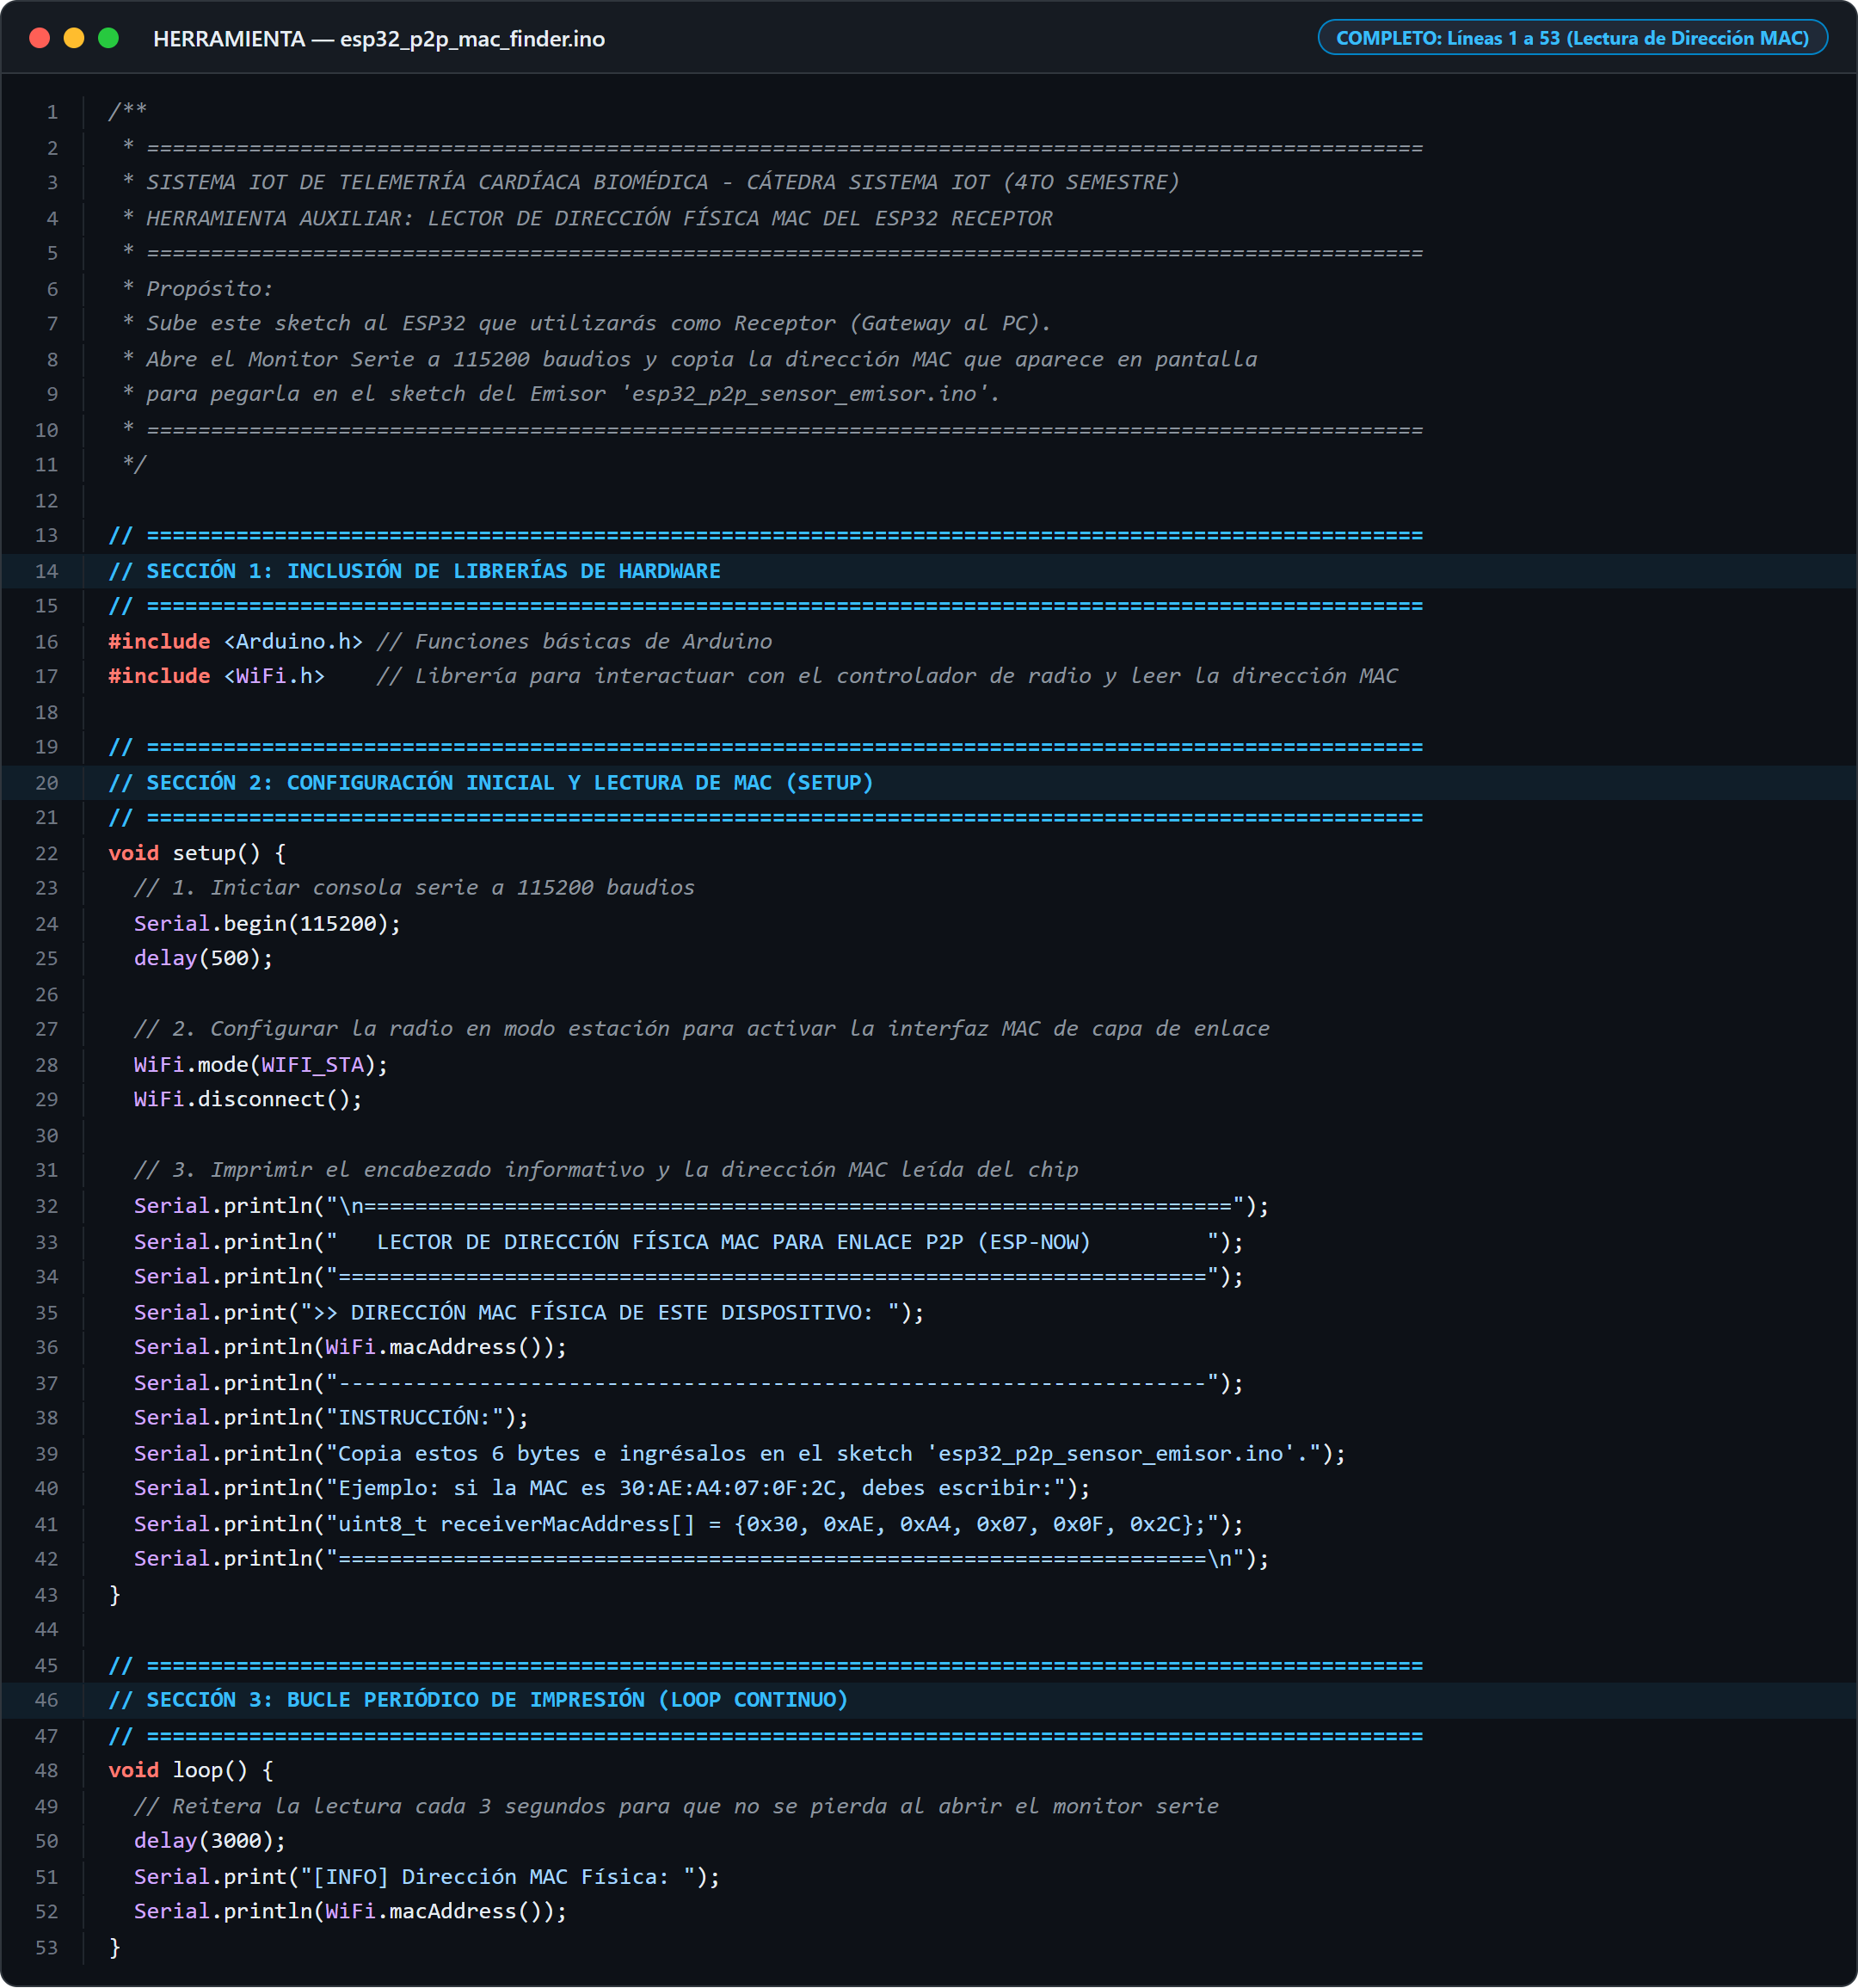 HERRAMIENTA — esp32_p2p_mac_finder.ino
COMPLETO: Líneas 1 a 53 (Lectura de Dirección MAC)
1 /**
2  * ====================================================================================================
3  * SISTEMA IOT DE TELEMETRÍA CARDÍACA BIOMÉDICA - CÁTEDRA SISTEMA IOT (4TO SEMESTRE)
4  * HERRAMIENTA AUXILIAR: LECTOR DE DIRECCIÓN FÍSICA MAC DEL ESP32 RECEPTOR
5  * ====================================================================================================
6  * Propósito:
7  * Sube este sketch al ESP32 que utilizarás como Receptor (Gateway al PC).
8  * Abre el Monitor Serie a 115200 baudios y copia la dirección MAC que aparece en pantalla
9  * para pegarla en el sketch del Emisor 'esp32_p2p_sensor_emisor.ino'.
10  * ====================================================================================================
11  */
12
13 // ====================================================================================================
14 // SECCIÓN 1: INCLUSIÓN DE LIBRERÍAS DE HARDWARE
15 // ====================================================================================================
16 #include <Arduino.h> // Funciones básicas de Arduino
17 #include <WiFi.h>    // Librería para interactuar con el controlador de radio y leer la dirección MAC
18
19 // ====================================================================================================
20 // SECCIÓN 2: CONFIGURACIÓN INICIAL Y LECTURA DE MAC (SETUP)
21 // ====================================================================================================
22 void setup() {
23   // 1. Iniciar consola serie a 115200 baudios
24   Serial.begin(115200);
25   delay(500);
26
27   // 2. Configurar la radio en modo estación para activar la interfaz MAC de capa de enlace
28   WiFi.mode(WIFI_STA);
29   WiFi.disconnect();
30
31   // 3. Imprimir el encabezado informativo y la dirección MAC leída del chip
32   Serial.println("\n====================================================================");
33   Serial.println("   LECTOR DE DIRECCIÓN FÍSICA MAC PARA ENLACE P2P (ESP-NOW)         ");
34   Serial.println("====================================================================");
35   Serial.print(">> DIRECCIÓN MAC FÍSICA DE ESTE DISPOSITIVO: ");
36   Serial.println(WiFi.macAddress());
37   Serial.println("--------------------------------------------------------------------");
38   Serial.println("INSTRUCCIÓN:");
39   Serial.println("Copia estos 6 bytes e ingrésalos en el sketch 'esp32_p2p_sensor_emisor.ino'.");
40   Serial.println("Ejemplo: si la MAC es 30:AE:A4:07:0F:2C, debes escribir:");
41   Serial.println("uint8_t receiverMacAddress[] = {0x30, 0xAE, 0xA4, 0x07, 0x0F, 0x2C};");
42   Serial.println("====================================================================\n");
43 }
44
45 // ====================================================================================================
46 // SECCIÓN 3: BUCLE PERIÓDICO DE IMPRESIÓN (LOOP CONTINUO)
47 // ====================================================================================================
48 void loop() {
49   // Reitera la lectura cada 3 segundos para que no se pierda al abrir el monitor serie
50   delay(3000);
51   Serial.print("[INFO] Dirección MAC Física: ");
52   Serial.println(WiFi.macAddress());
53 }